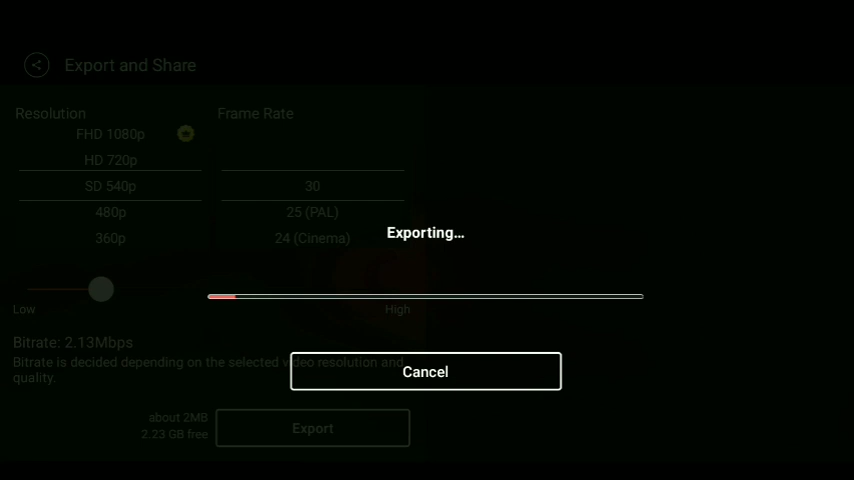 Export and Share
Resolution
Frame Rate
FHD 1080p
HD 720p
SD 540p
30
480p
25 (PAL)
360p
24 (Cinema)
Exporting...
Low
High
Bitrate: 2.13Mbps
Bitrate is decided depending on the selected video resolution and
quality.
Cancel
about 2MB
2.23 GB free
Export